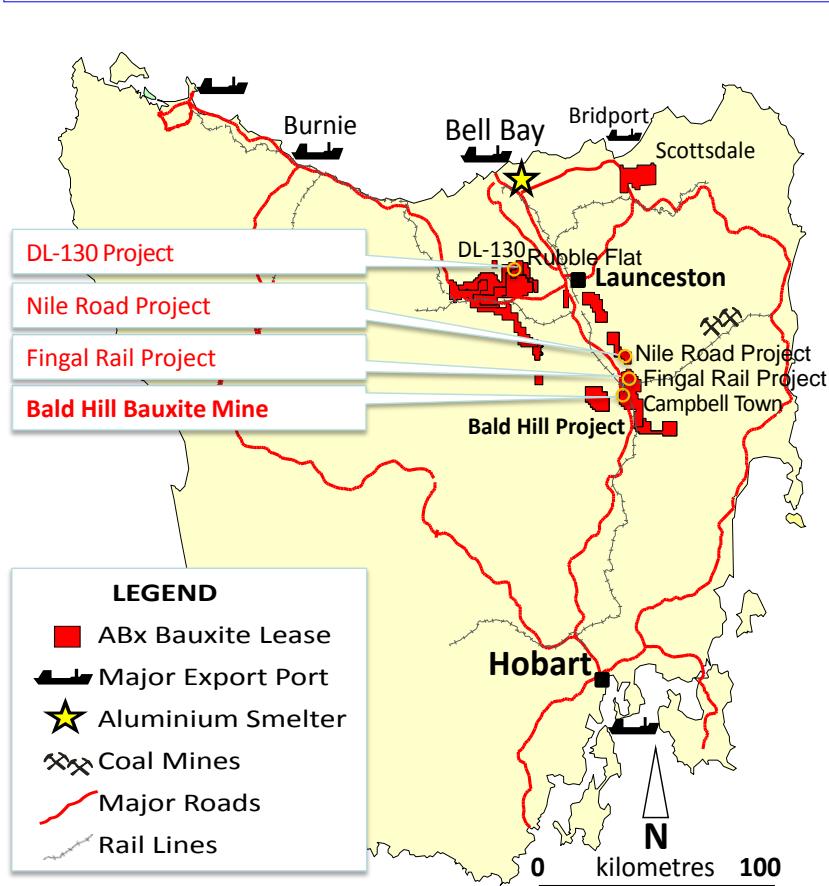 Burnie
Bell Bay
Bridport
Scottsdale
DL-130 Project
DL-130
Rubble Flat
Launceston
Nile Road Project
Fingal Rail Project
Bald Hill Bauxite Mine
Nile Road Project
Fingal Rail Project
Campbell Town
Bald Hill Project
LEGEND
ABx Bauxite Lease
Major Export Port
Aluminium Smelter
Coal Mines
Major Roads
Rail Lines
Hobart
N
0 kilometres 100